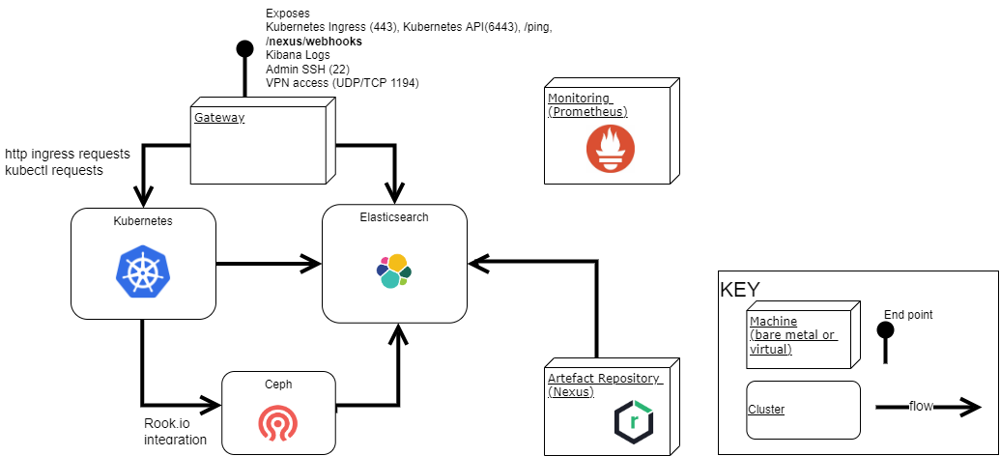 Exposes
Kubernetes Ingress (443), Kubernetes API(6443), /ping,
/nexus/webhooks
Kibana Logs
Admin SSH (22)
VPN access (UDP/TCP 1194)
Gateway
Monitoring
(Prometheus)
http ingress requests
kubectl requests
Kubernetes
Elasticsearch
Ceph
Rook.io
integration
Artefact Repository
(Nexus)
r
KEY
Machine
(bare metal or
virtual)
End point
Cluster
flow